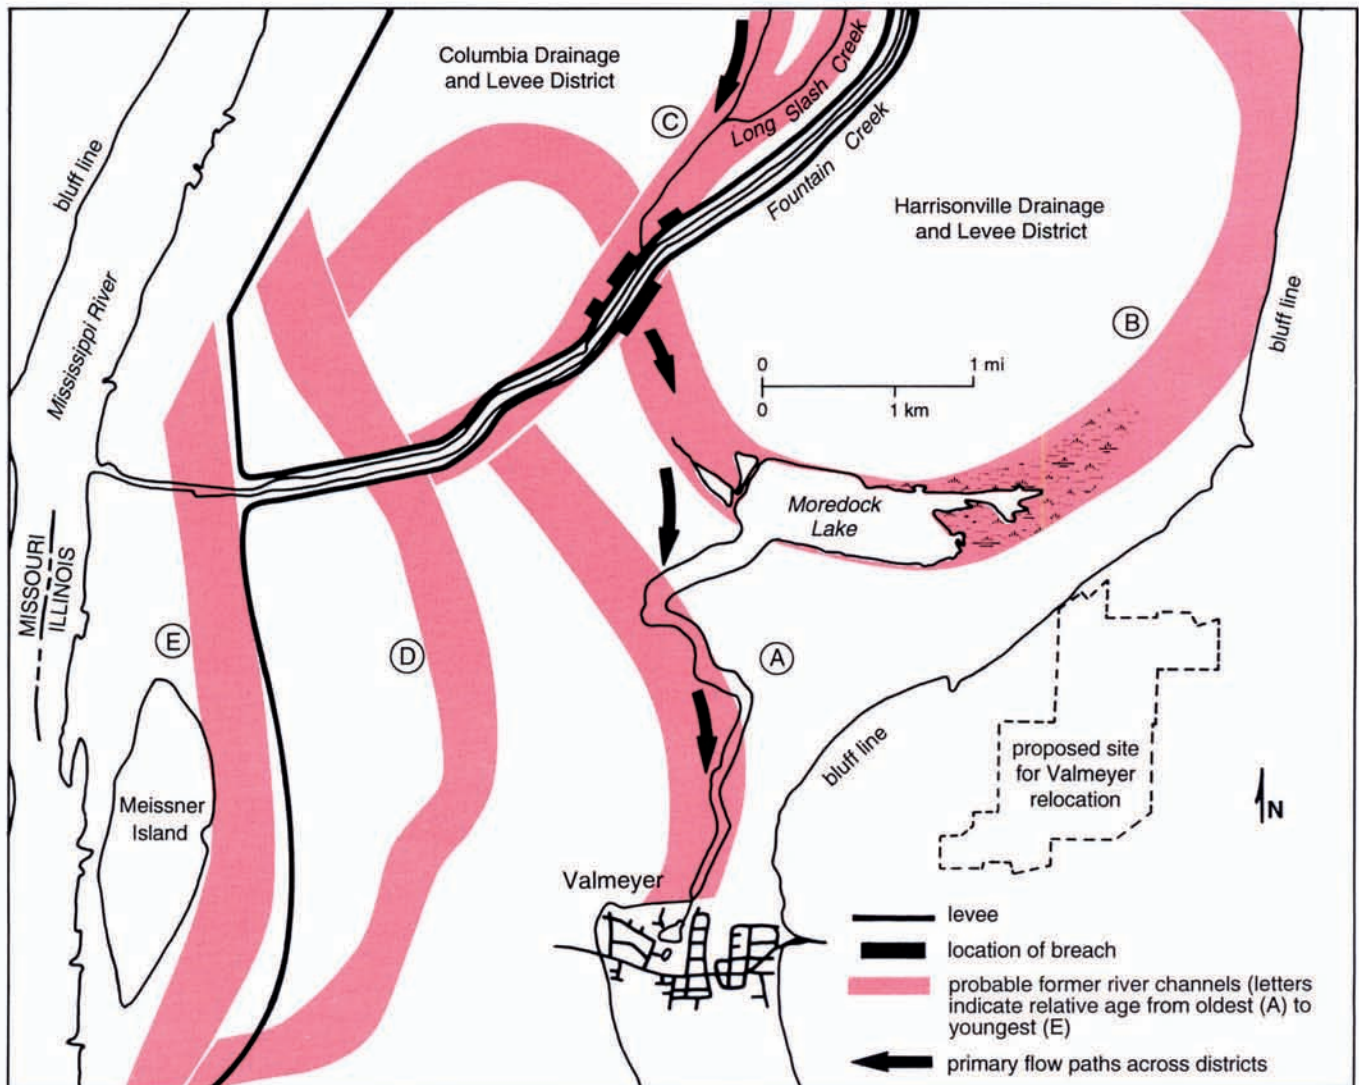 Columbia Drainage
and Levee District
C
Long Slash Creek
Fountain Creek
bluff line
Mississippi River
Harrisonville Drainage
and Levee District
B
bluff line
0 1 mi
0 1 km
Moredock
Lake
MISSOURI
ILLINOIS
E
D
A
bluff line
proposed site
for Valmeyer
relocation
N
Meissner
Island
Valmeyer
levee
location of breach
probable former river channels (letters
indicate relative age from oldest (A) to
youngest (E)
primary flow paths across districts